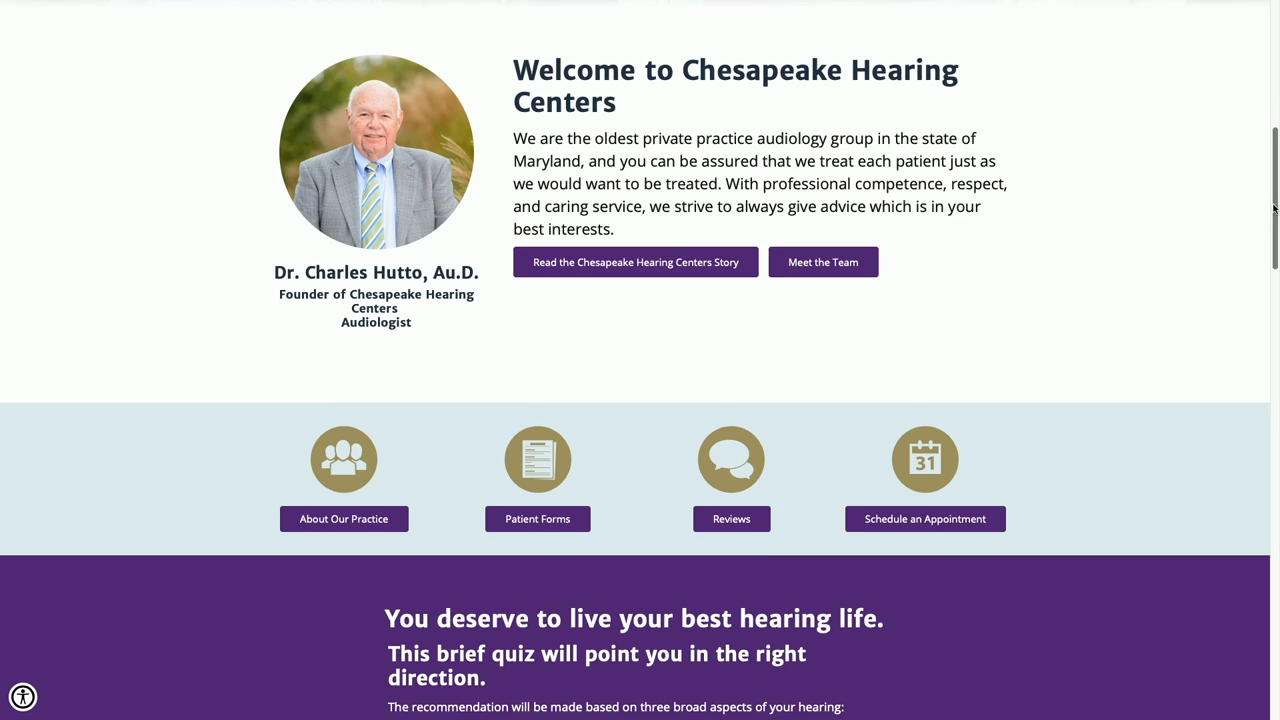 Welcome to Chesapeake Hearing
Centers
We are the oldest private practice audiology group in the state of
Maryland, and you can be assured that we treat each patient just as
we would want to be treated. With professional competence, respect,
and caring service, we strive to always give advice which is in your
best interests.
Read the Chesapeake Hearing Centers Story
Meet the Team
Dr. Charles Hutto, Au.D.
Founder of Chesapeake Hearing
Centers
Audiologist
31
About Our Practice
Patient Forms
Reviews
Schedule an Appointment
You deserve to live your best hearing life.
This brief quiz will point you in the right
direction.
The recommendation will be made based on three broad aspects of your hearing: